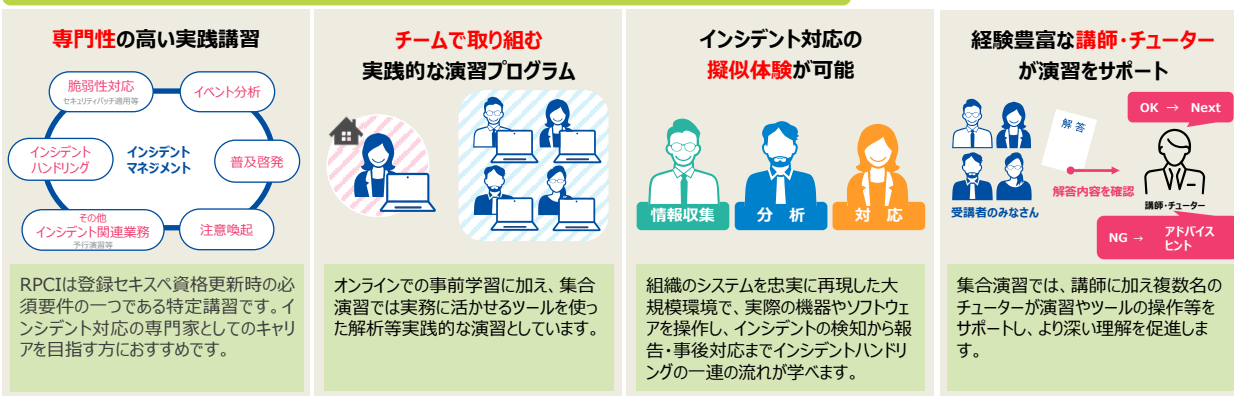 専門性の高い実践講習
脆弱性対応
セキュリティパッチ適用等
イベント分析
インシデント
ハンドリング
インシデント
マネジメント
普及啓発
その他
インシデント関連業務
予行演習等
注意喚起
RPCIは登録セキスペ資格更新時の必
須要件の一つである特定講習です。イ
ンシデント対応の専門家としてのキャリ
アを目指す方におすすめです。
チームで取り組む
実践的な演習プログラム
オンラインでの事前学習に加え、集合
演習では実務に活かせるツールを使っ
た解析等実践的な演習としています。
インシデント対応の
擬似体験が可能
情報収集
分 析
対 応
組織のシステムを忠実に再現した大
規模環境で、実際の機器やソフトウェ
アを操作し、インシデントの検知から報
告・事後対応までインシデントハンドリ
ングの一連の流れが学べます。
経験豊富な講師・チューター
が演習をサポート
OK → Next
解 答
解答内容を確認
受講者のみなさん
講師・チューター
NG → アドバイス
ヒント
集合演習では、講師に加え複数名の
チューターが演習やツールの操作等を
サポートし、より深い理解を促進しま
す。